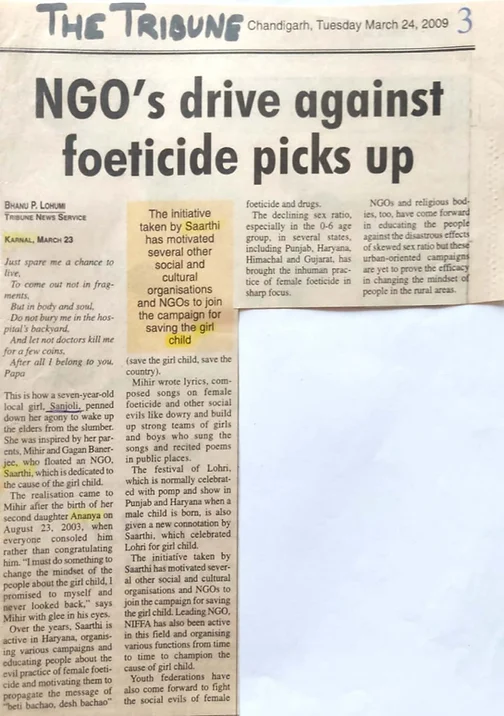 THE TRIBUNE Chandigarh, Tuesday March 24, 2009 3
NGO's drive against
foeticide picks up
BHANU P. LOHUMI
TRIBUNE NEWS SERVICE
KARNAL, MARCH 23
Just spare me a chance to
live,
To come out not in frag-
ments,
But in body and soul,
Do not bury me in the hos-
pital's backyard,
And let not doctors kill me
for a few coins,
After all I belong to you,
Papa
This is how a seven-year-old
local girl, Sanjoli, penned
down her agony to wake up
the elders from the slumber.
She was inspired by her par-
ents, Mihir and Gagan Baner-
jee, who floated an NGO,
Saarthi, which is dedicated to
the cause of the girl child.
The realisation came to
Mihir after the birth of her
second daughter Ananya on
August 23, 2003, when
everyone consoled him
rather than congratulating
him. "I must do something to
change the mindset of the
people about the girl child, I
promised to myself and
never looked back," says
Mihir with glee in his eyes.
Over the years, Saarthi is
active in Haryana, organis-
ing various campaigns and
educating people about the
evil practice of female foeti-
cide and motivating them to
propagate the message of
"beti bachao, desh bachao"
The initiative
taken by Saarthi
has motivated
several other
social and
cultural
organisations
and NGOs to join
the campaign for
saving the girl
child
(save the girl child, save the
country).
Mihir wrote lyrics, com-
posed songs on female
foeticide and other social
evils like dowry and build
up strong teams of girls
and boys who sung the
songs and recited poems
in public places.
The festival of Lohri,
which is normally celebrat-
ed with pomp and show in
Punjab and Haryana when a
male child is born, is also
given a new connotation by
Saarthi, which celebrated
Lohri for girl child.
The initiative taken by
Saarthi has motivated sever-
al other social and cultural
organisations and NGOs to
join the campaign for saving
the girl child. Leading NGO,
NIFFA has also been active
in this field and organising
various functions from time
to time to champion the
cause of girl child.
Youth federations have
also come forward to fight
the social evils of female
foeticide and drugs.
The declining sex ratio,
especially in the 0-6 age
group, in several states,
including Punjab, Haryana,
Himachal and Gujarat, has
brought the inhuman prac-
tice of female foeticide in
sharp focus.
NGOs and religious bod-
ies, too, have come forward
in educating the people
against the disastrous effects
of skewed sex ratio but these
urban-oriented campaigns
are yet to prove the efficacy
in changing the mindset of
people in the rural areas.